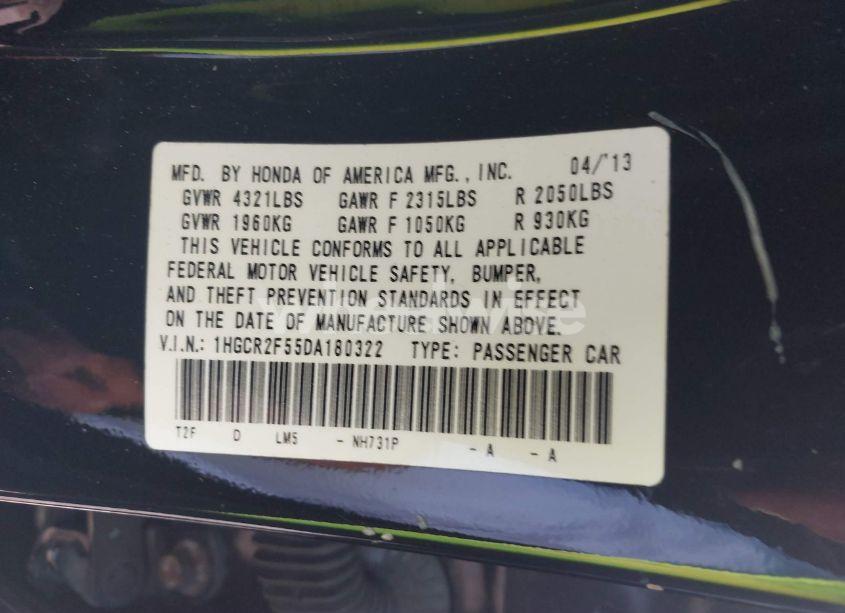 MFD. BY HONDA OF AMERICA MFG., INC. 04/'13
GVWR 4321LBS GAWR F 2315LBS R 2050LBS
GVWR 1960KG GAWR F 1050KG R 930KG
THIS VEHICLE CONFORMS TO ALL APPLICABLE
FEDERAL MOTOR VEHICLE SAFETY, BUMPER,
AND THEFT PREVENTION STANDARDS IN EFFECT
ON THE DATE OF MANUFACTURE SHOWN ABOVE.
V.I.N.: 1HGCR2F55DA180322 TYPE: PASSENGER CAR
T2F D LM5 - NH731P - A - A